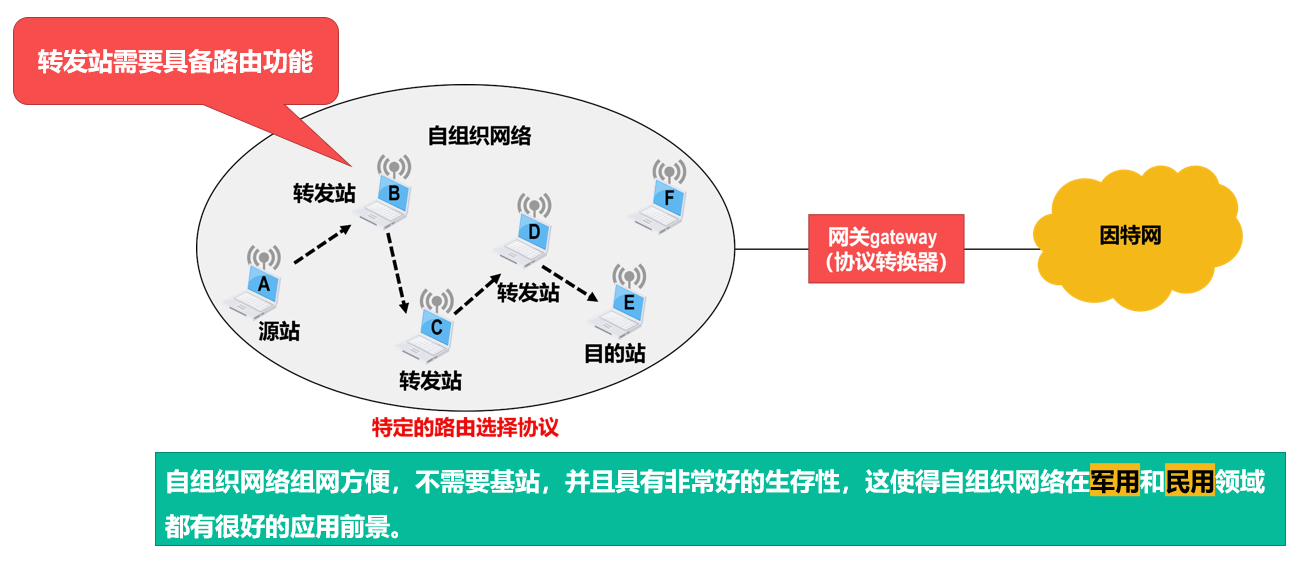 转发站需要具备路由功能
自组织网络
转发站
B
F
D
A
转发站
E
C
源站
目的站
转发站
网关gateway
（协议转换器）
因特网
特定的路由选择协议
自组织网络组网方便，不需要基站，并且具有非常好的生存性，这使得自组织网络在军用和民用领域
都有很好的应用前景。